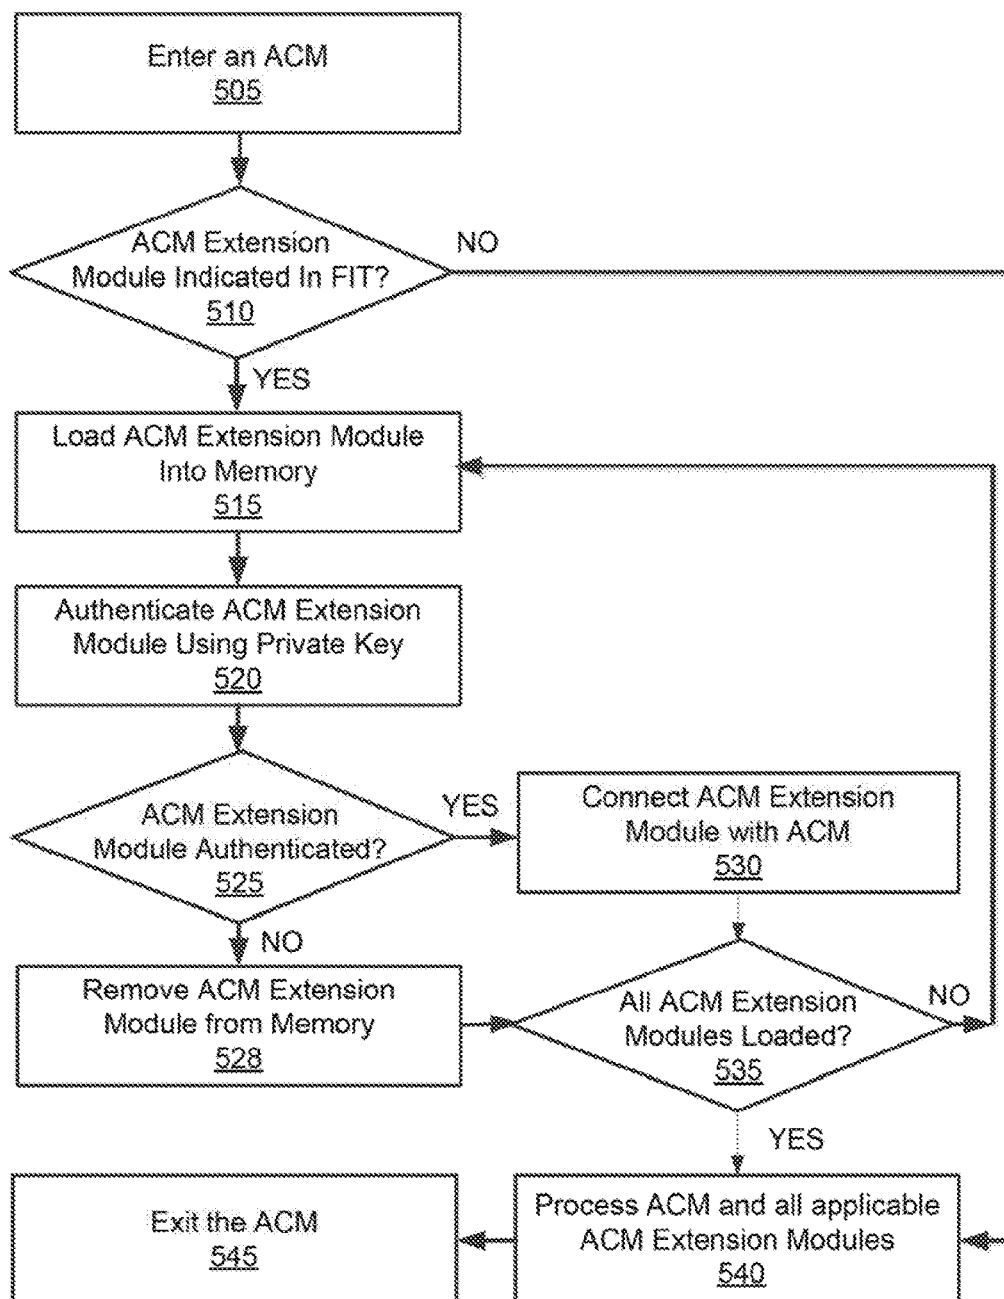 Enter an ACM
505
ACM Extension
Module Indicated In FIT?
510
NO
YES
Load ACM Extension Module
Into Memory
515
Authenticate ACM Extension
Module Using Private Key
520
ACM Extension
Module Authenticated?
525
YES
Connect ACM Extension
Module with ACM
530
NO
Remove ACM Extension
Module from Memory
528
All ACM Extension
Modules Loaded?
535
NO
YES
Exit the ACM
545
Process ACM and all applicable
ACM Extension Modules
540